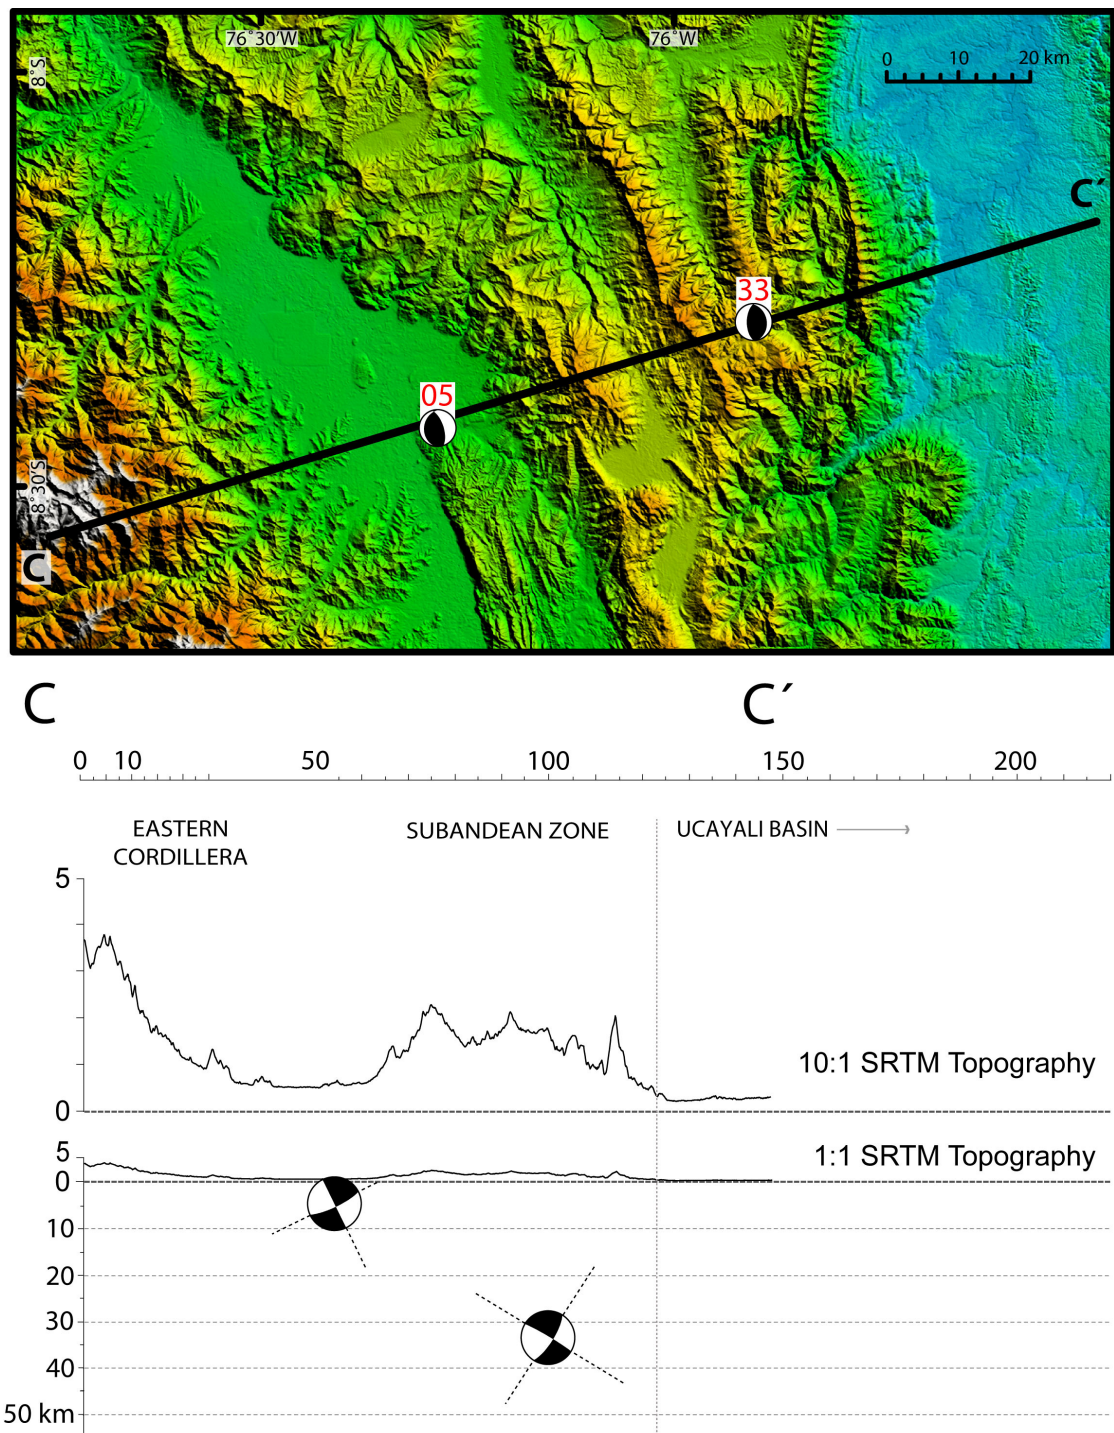 76°30'W
76°W
0 10 20 km
8°S
C´
33
05
8°30'S
C
C C´
0 10 50 100 150 200
EASTERN
CORDILLERA
SUBANDEAN ZONE
UCAYALI BASIN
5
10:1 SRTM Topography
0
5
1:1 SRTM Topography
0
10
20
30
40
50 km